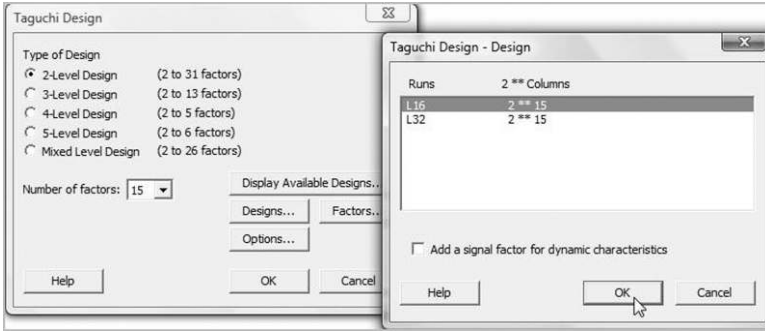 Taguchi Design
Type of Design
2-Level Design (2 to 31 factors)
3-Level Design (2 to 13 factors)
4-Level Design (2 to 5 factors)
5-Level Design (2 to 6 factors)
Mixed Level Design (2 to 26 factors)
Number of factors: 15
Display Available Designs..
Designs...
Factors..
Options...
Help
OK
Cancel
Taguchi Design - Design
Runs 2 ** Columns
L16 2 ** 15
L32 2 ** 15
Add a signal factor for dynamic characteristics
Help
OK
Cancel